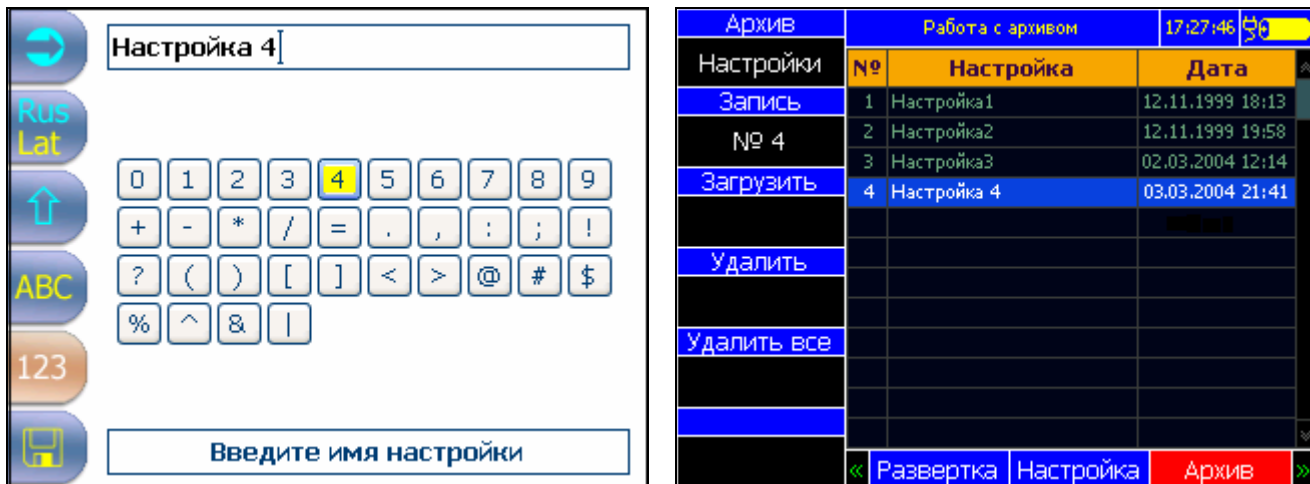 Настройка 4
Rus
Lat
0 1 2 3 4 5 6 7 8 9
+ - * / = . , : ; !
? ( ) [ ] < > @ # $
% ^ & |
ABC
123
Введите имя настройки
Архив
Настройки
Запись
№ 4
Загрузить
Удалить
Удалить все
Работа с архивом 17:27:46
№ Настройка Дата
1 Настройка1 12.11.1999 18:13
2 Настройка2 12.11.1999 19:58
3 Настройка3 02.03.2004 12:14
4 Настройка 4 03.03.2004 21:41
« Развертка Настройка Архив »